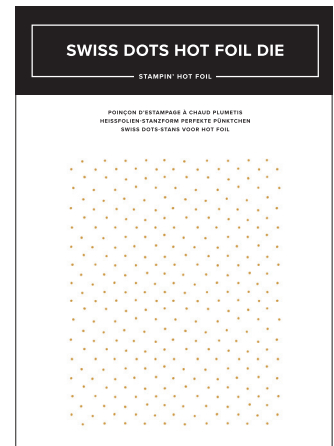 SWISS DOTS HOT FOIL DIE
STAMPIN' HOT FOIL
POINÇON D'ESTAMPAGE À CHAUD PLUMETIS
HEISSFOLIEN-STANZFORM PERFEKTE PÜNKTCHEN
SWISS DOTS-STANS VOOR HOT FOIL